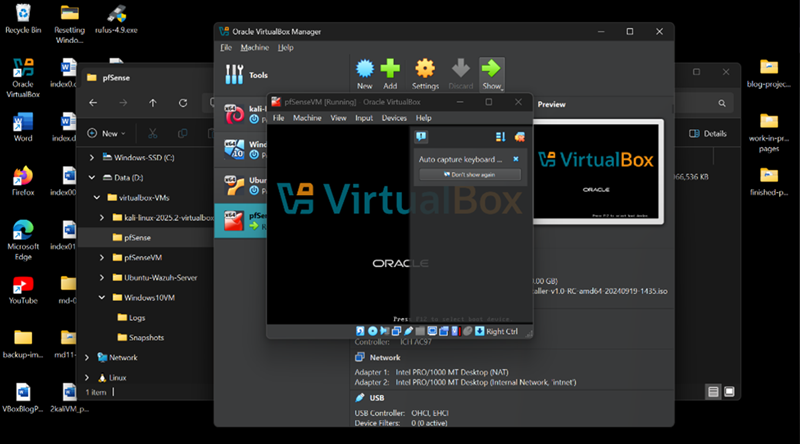 Recycle Bin
Resetting Windo...
rufus-4.9.exe
Oracle VirtualBox
index0...
Word
index...
Firefox
index01...
Microsoft Edge
index01...
YouTube
md-0
backup-im...
md11-
VBoxBlogP...
2kaliVM_p...
blog-projec...
work-in-pr... pages
finished-p...
pfSense
New
Details
Windows-SSD (C:)
Data (D:)
virtualbox-VMs
kali-linux-2025.2-virtualbox
pfSense
pfSenseVM
Ubuntu-Wazuh-Server
Windows10VM
Logs
Snapshots
Network
Linux
1 item
966,536 KB
Oracle VirtualBox Manager
File Machine Help
Tools
New Add Settings Discard Show
kali-l
Wind
Ubu
pfSen
Preview
VirtualBox
ORACLE
.00 GB)
ller-v1.0-RC-amd64-20240919-1435.iso
Controller: ICH AC97
Network
Adapter 1: Intel PRO/1000 MT Desktop (NAT)
Adapter 2: Intel PRO/1000 MT Desktop (Internal Network, 'intnet')
USB
USB Controller: OHCI, EHCI
Device Filters: 0 (0 active)
pfSenseVM [Running] - Oracle VirtualBox
File Machine View Input Devices Help
Auto capture keyboard ...
Don't show again
VirtualBox
ORACLE
Press F12 to select boot device.
Right Ctrl